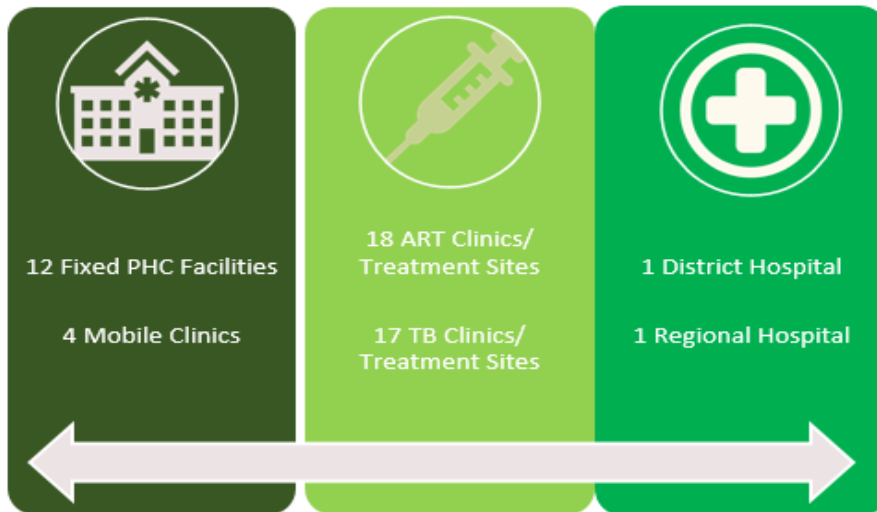 12 Fixed PHC Facilities
4 Mobile Clinics
18 ART Clinics/
Treatment Sites
17 TB Clinics/
Treatment Sites
1 District Hospital
1 Regional Hospital